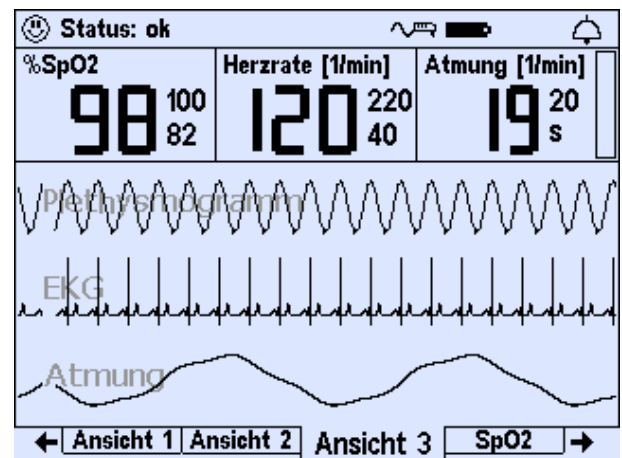 Status: ok
%SpO2 Herzrate [1/min] Atmung [1/min]
98 100 82 120 220 40 19 20 s
Plethysmogramm
EKG
Atmung
Ansicht 1 Ansicht 2 Ansicht 3 SpO2